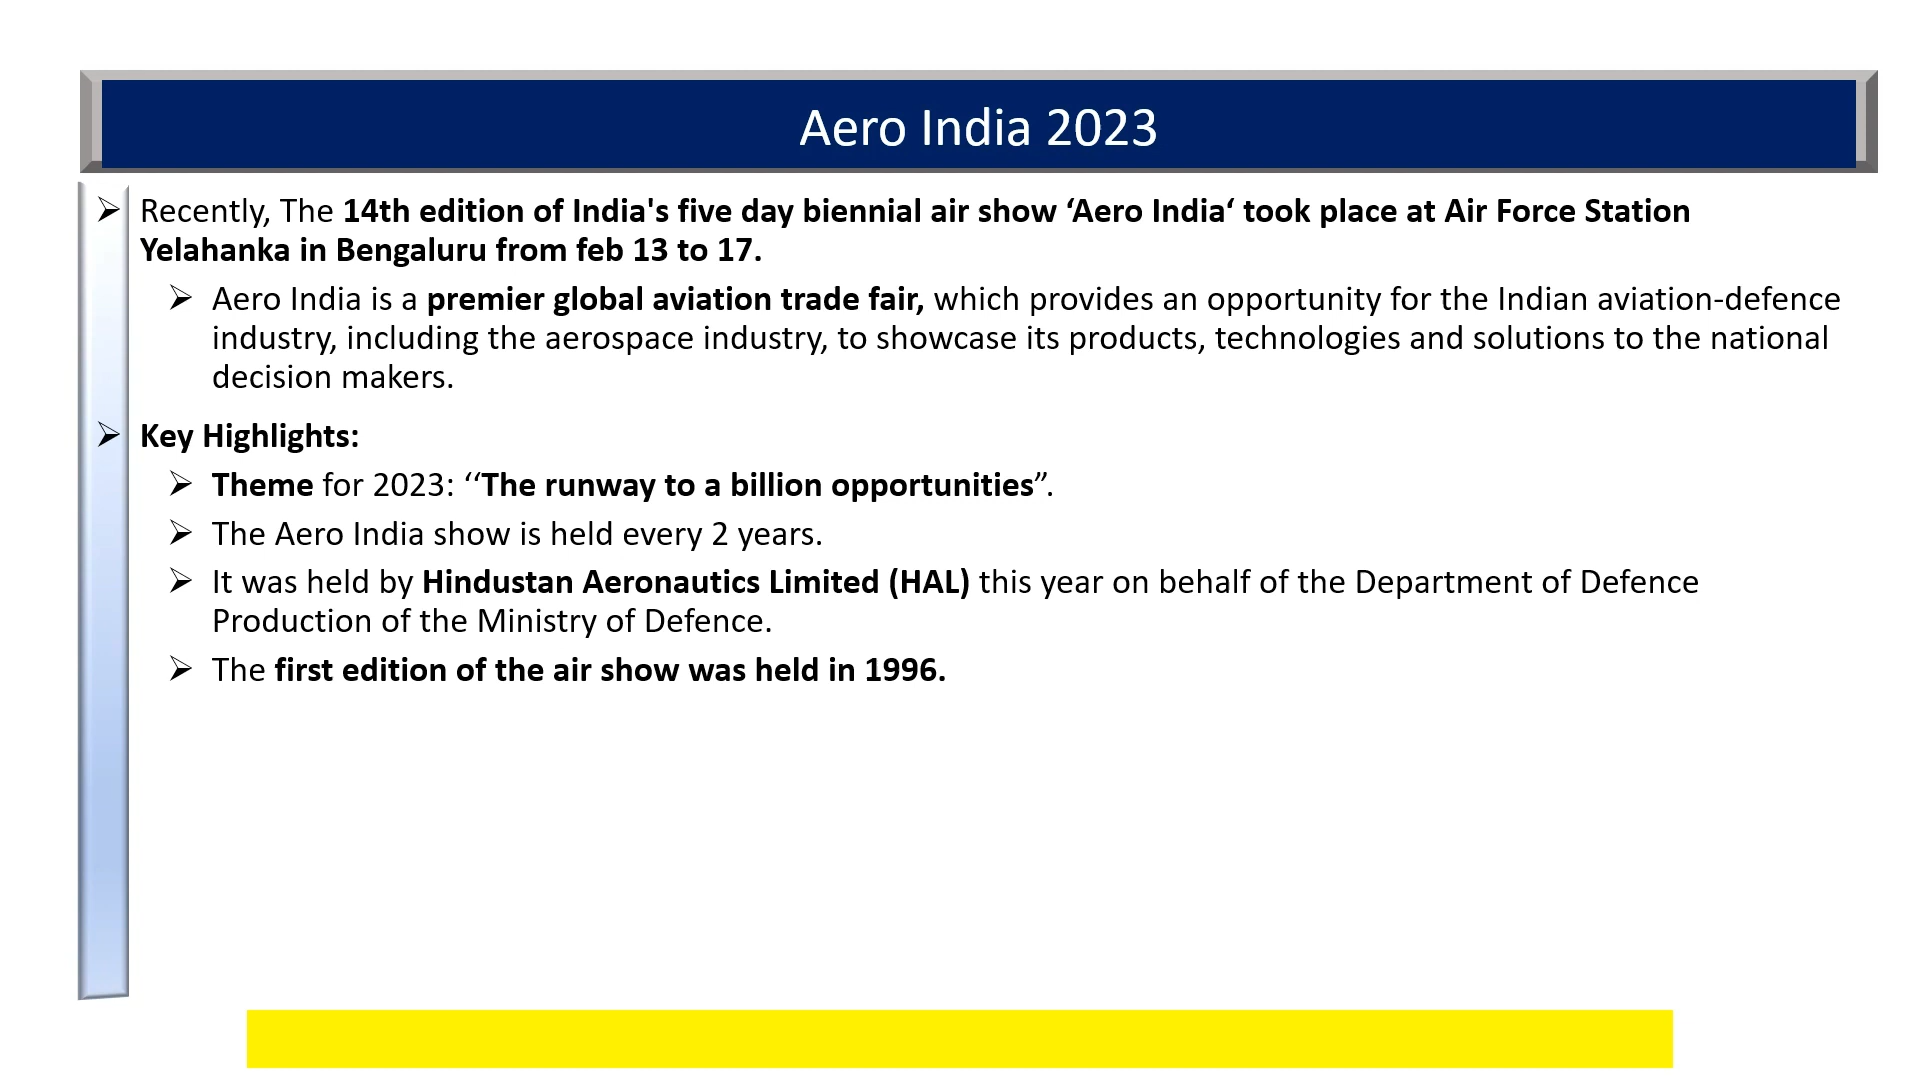 Aero India 2023
Recently, The 14th edition of India's five day biennial air show ‘Aero India‘ took place at Air Force Station
Yelahanka in Bengaluru from feb 13 to 17.
Aero India is a premier global aviation trade fair, which provides an opportunity for the Indian aviation-defence
industry, including the aerospace industry, to showcase its products, technologies and solutions to the national
decision makers.
Key Highlights:
Theme for 2023: ‘‘The runway to a billion opportunities”.
The Aero India show is held every 2 years.
It was held by Hindustan Aeronautics Limited (HAL) this year on behalf of the Department of Defence
Production of the Ministry of Defence.
The first edition of the air show was held in 1996.